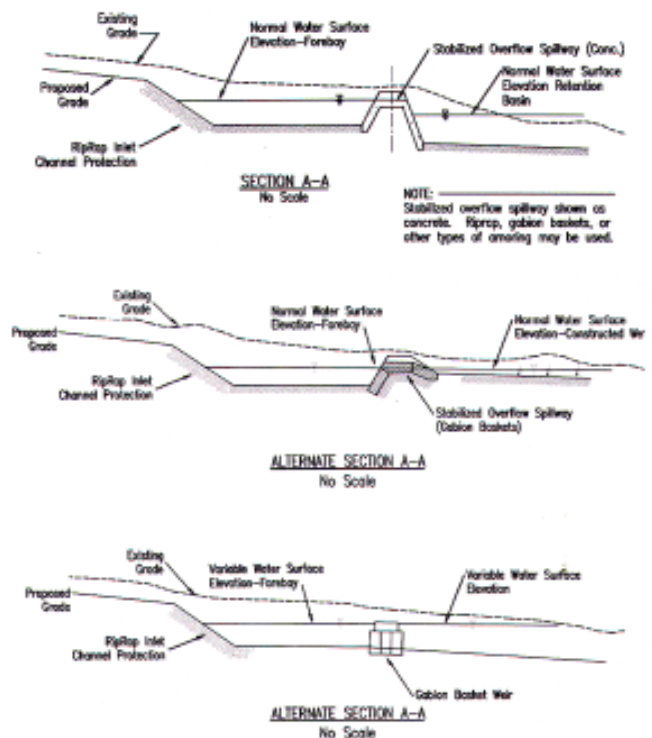 Existing
Grade
Normal Water Surface
Elevation-Forebay
Stabilized Overflow Spillway (Conc.)
Normal Water Surface
Elevation Retention
Basin
Proposed
Grade
RipRap Inlet
Channel Protection
SECTION A-A
No Scale
NOTE:
Stabilized overflow spillway shown as
concrete. Riprap, gabion baskets, or
other types of armoring may be used.
Existing
Grade
Normal Water Surface
Elevation-Forebay
Normal Water Surface
Elevation-Constructed Wer
Proposed
Grade
RipRap Inlet
Channel Protection
Stabilized Overflow Spillway
(Gabion Baskets)
ALTERNATE SECTION A-A
No Scale
Existing
Grade
Variable Water Surface
Elevation-Forebay
Variable Water Surface
Elevation
Proposed
Grade
RipRap Inlet
Channel Protection
Gabion Basket Weir
ALTERNATE SECTION A-A
No Scale